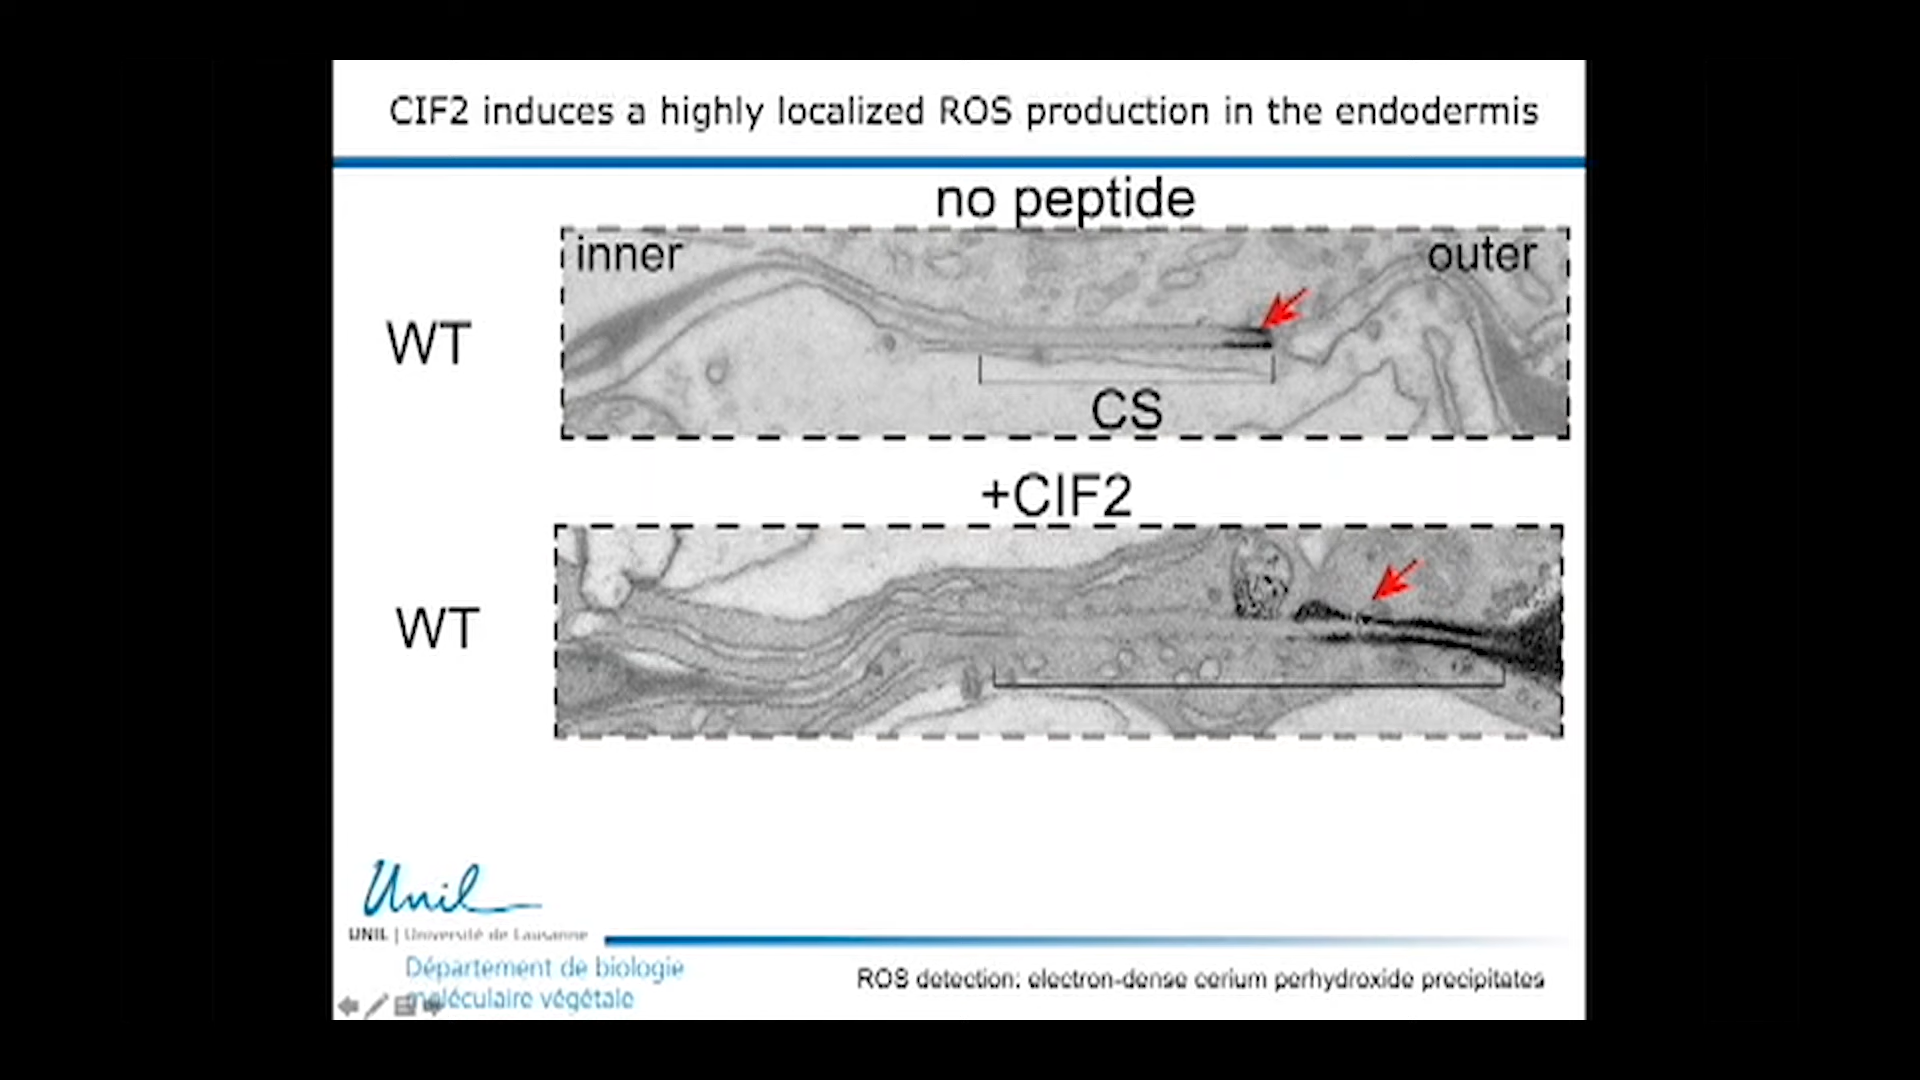 CIF2 induces a highly localized ROS production in the endodermis
no peptide
inner
outer
WT
CS
+CIF2
WT
Unil
UNIL | Université de Lausanne
Département de biologie
moléculaire végétale
ROS detection: electron-dense cerium perhydroxide precipitates